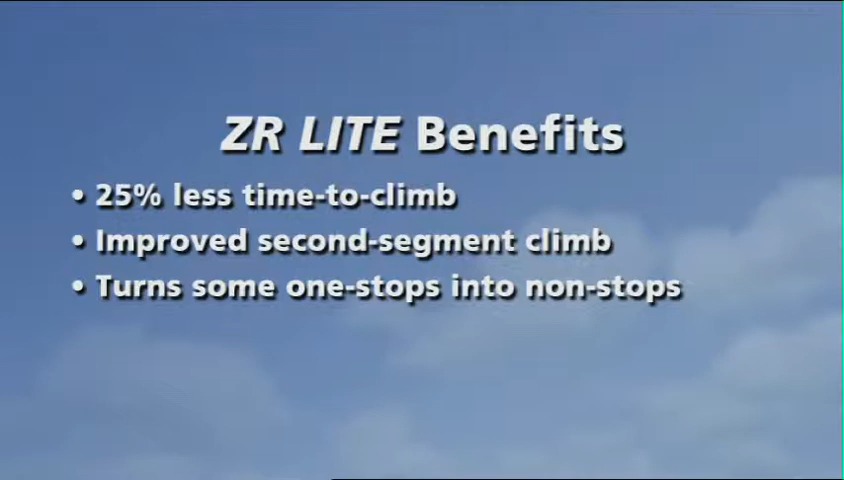 ZR LITE Benefits
• 25% less time-to-climb
• Improved second-segment climb
• Turns some one-stops into non-stops